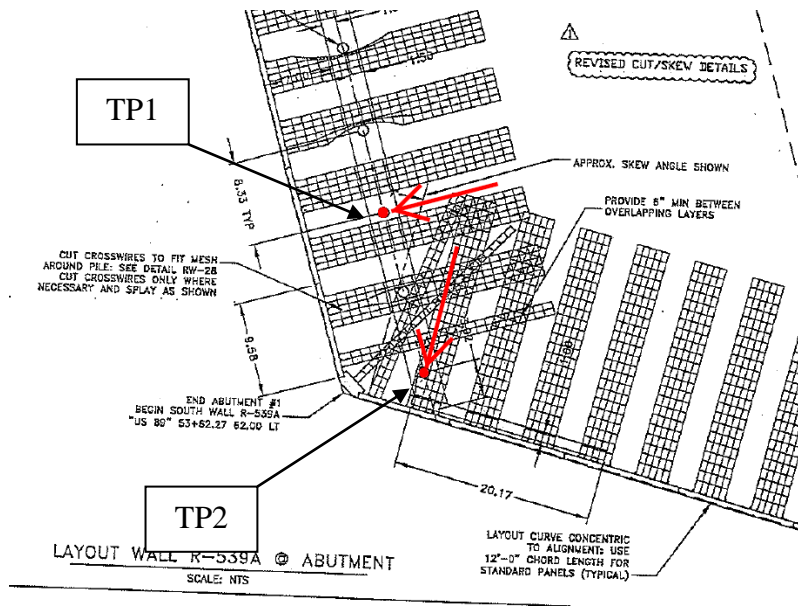 REVISED CUT/SKEW DETAILS
TP1
APPROX. SKEW ANGLE SHOWN
8.33 TYP
PROVIDE 6" MIN BETWEEN
OVERLAPPING LAYERS
CUT CROSSWIRES TO FIT MESH
AROUND PILE: SEE DETAIL RW-28
CUT CROSSWIRES ONLY WHERE
NECESSARY AND SPLAY AS SHOWN
9.58
END ABUTMENT #1
BEGIN SOUTH WALL R-539A
"US 89" 53+52.27 62.00 LT
20.17
TP2
LAYOUT CURVE CONCENTRIC
TO ALIGNMENT: USE
12'-0" CHORD LENGTH FOR
STANDARD PANELS (TYPICAL)
LAYOUT WALL R-539A @ ABUTMENT
SCALE: NTS